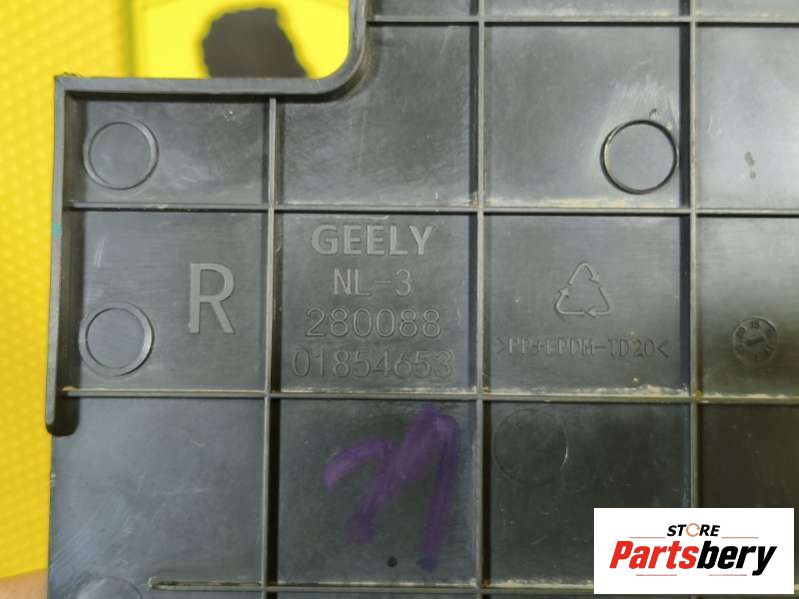 GEELY
NL-3
R
280088
01854653
>PP+EPDM-TD20<
STORE
Partsbery